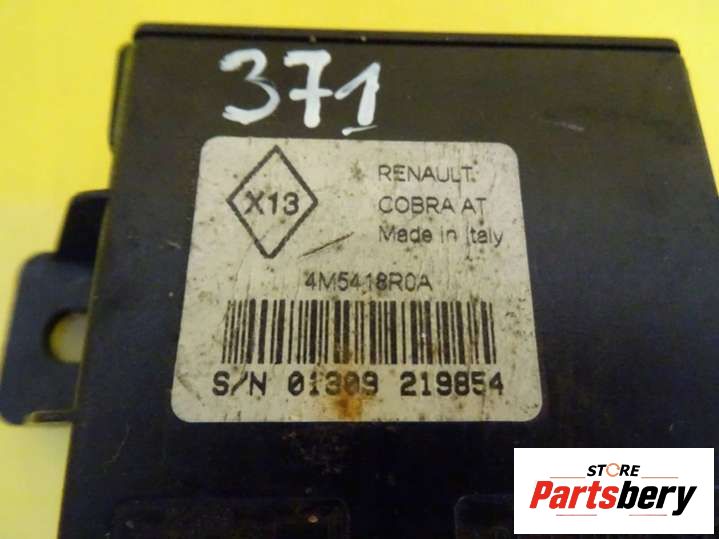 371
X13
RENAULT
COBRA AT
Made in Italy
4M5418R0A
S/N 01309 219854
STORE
Partsbery